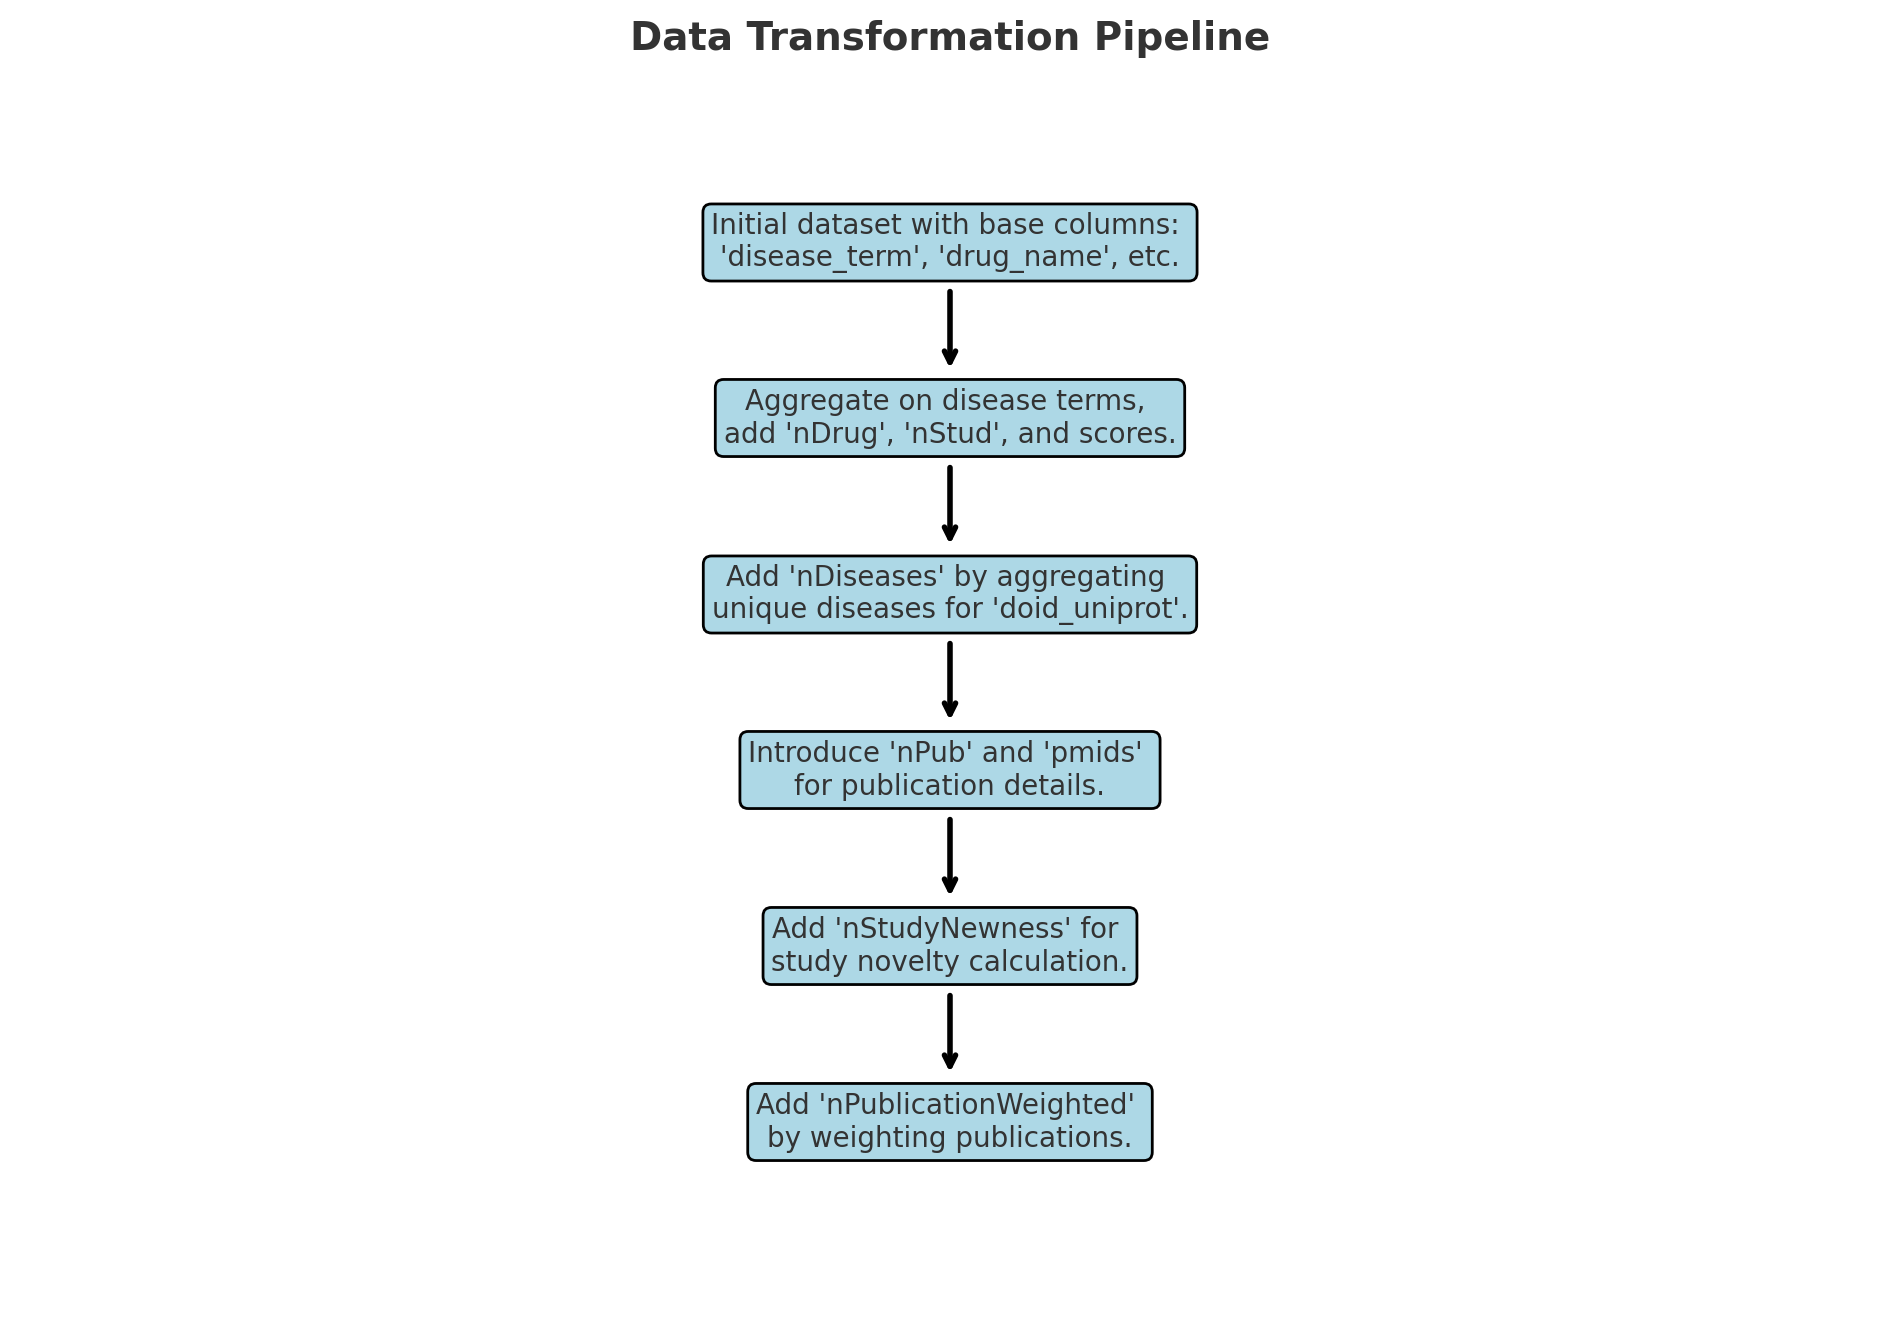 Data Transformation Pipeline
Initial dataset with base columns:
'disease_term', 'drug_name', etc.
Aggregate on disease terms,
add 'nDrug', 'nStud', and scores.
Add 'nDiseases' by aggregating
unique diseases for 'doid_uniprot'.
Introduce 'nPub' and 'pmids'
for publication details.
Add 'nStudyNewness' for
study novelty calculation.
Add 'nPublicationWeighted'
by weighting publications.